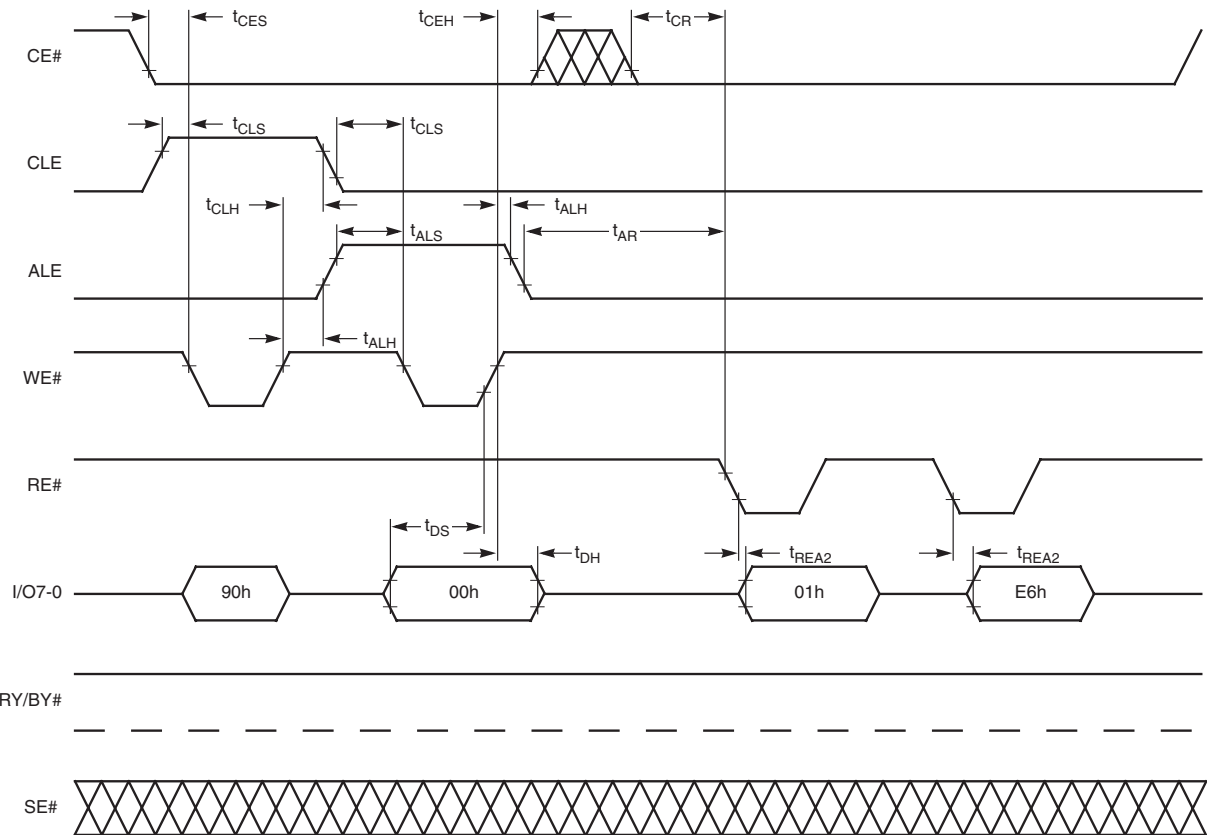 tCES
tCEH
tCR
CE#
tCLS
tCLS
CLE
tCLH
tALH
tALS
tAR
ALE
tALH
WE#
RE#
tDS
tDH
tREA2
tREA2
I/O7-0
90h
00h
01h
E6h
RY/BY#
SE#